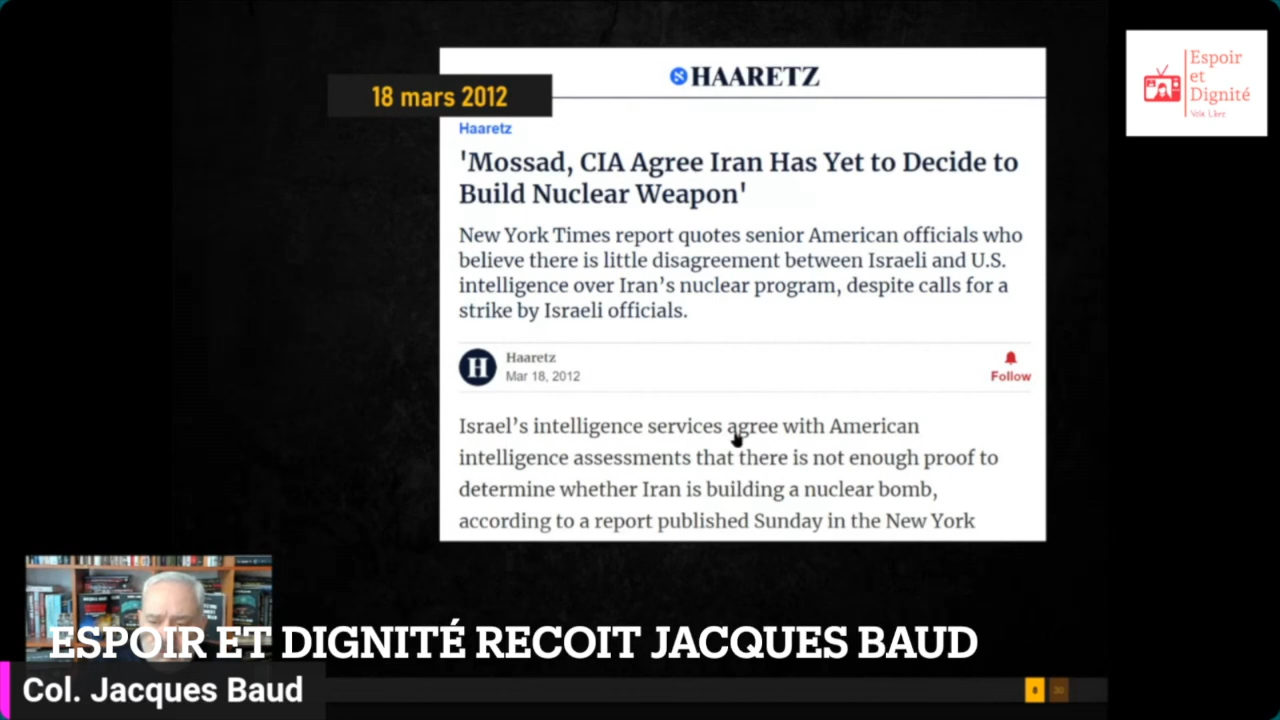 HAARETZ
18 mars 2012
Haaretz
'Mossad, CIA Agree Iran Has Yet to Decide to
Build Nuclear Weapon'
New York Times report quotes senior American officials who
believe there is little disagreement between Israeli and U.S.
intelligence over Iran's nuclear program, despite calls for a
strike by Israeli officials.
H
Haaretz
Mar 18, 2012
Follow
Israel's intelligence services agree with American
intelligence assessments that there is not enough proof to
determine whether Iran is building a nuclear bomb,
according to a report published Sunday in the New York
Espoir
et
Dignité
ESPOIR ET DIGNITÉ RECOIT JACQUES BAUD
Col. Jacques Baud
8
30